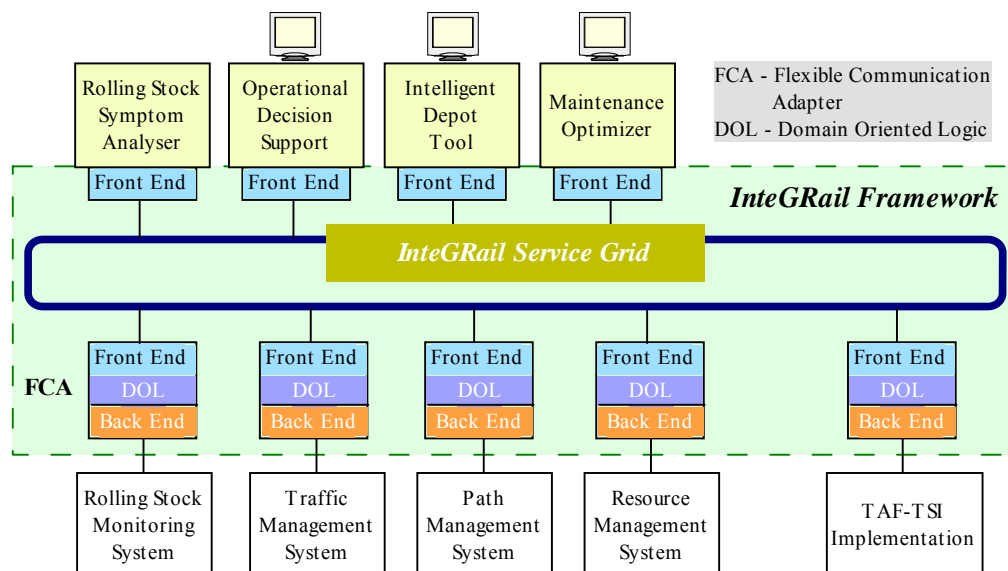 Rolling Stock
Symptom
Analyser
Operational
Decision
Support
Intelligent
Depot
Tool
Maintenance
Optimizer
FCA - Flexible Communication
Adapter
DOL - Domain Oriented Logic
Front End
Front End
Front End
Front End
InteGRail Framework
InteGRail Service Grid
FCA
Front End
DOL
Back End
Front End
DOL
Back End
Front End
DOL
Back End
Front End
DOL
Back End
Front End
DOL
Back End
Rolling Stock
Monitoring
System
Traffic
Management
System
Path
Management
System
Resource
Management
System
TAF-TSI
Implementation